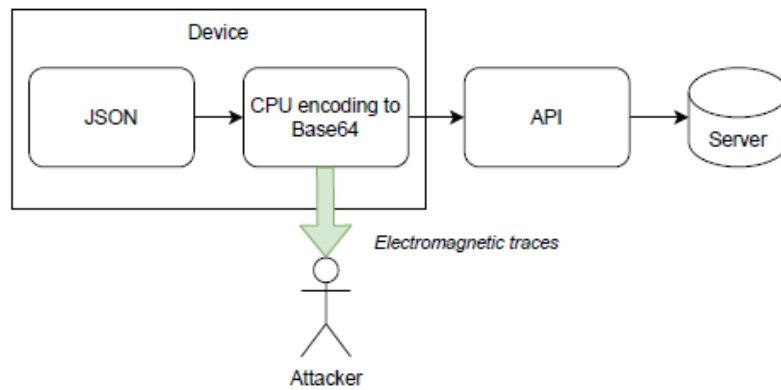 Device
JSON
CPU encoding to
Base64
API
Server
Electromagnetic traces
Attacker